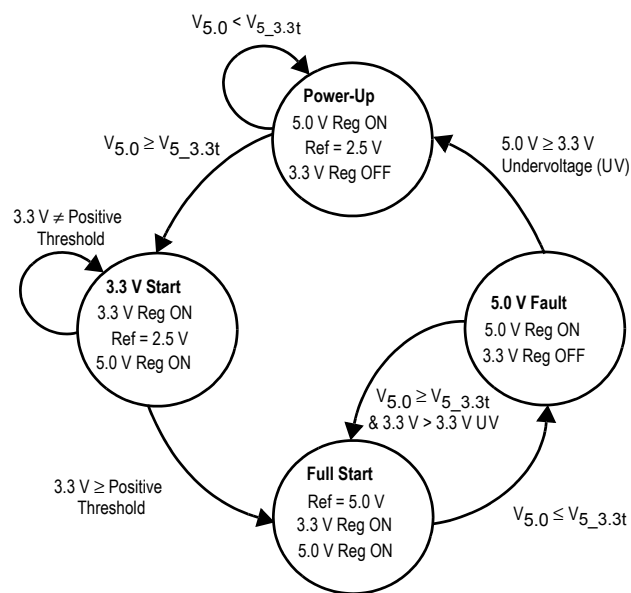 V5.0 < V5_3.3t
Power-Up
5.0 V Reg ON
Ref = 2.5 V
3.3 V Reg OFF
V5.0 ≥ V5_3.3t
5.0 V ≥ 3.3 V
Undervoltage (UV)
3.3 V ≠ Positive
Threshold
3.3 V Start
3.3 V Reg ON
Ref = 2.5 V
5.0 V Reg ON
5.0 V Fault
5.0 V Reg ON
3.3 V Reg OFF
V5.0 ≥ V5_3.3t
& 3.3 V > 3.3 V UV
3.3 V ≥ Positive
Threshold
Full Start
Ref = 5.0 V
3.3 V Reg ON
5.0 V Reg ON
V5.0 ≤ V5_3.3t